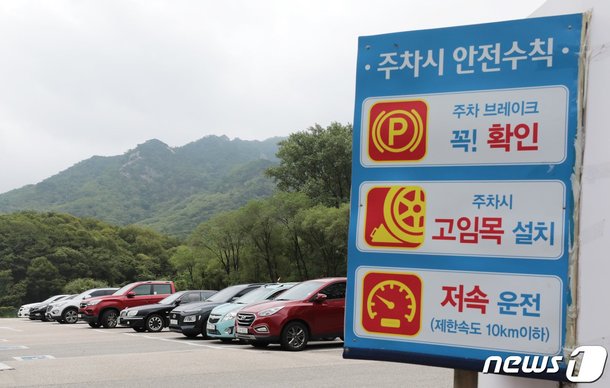 · 주차시 안전수칙 ·
P
주차 브레이크
꼭! 확인
주차시
고임목 설치
저속 운전
(제한속도 10km이하)
news1